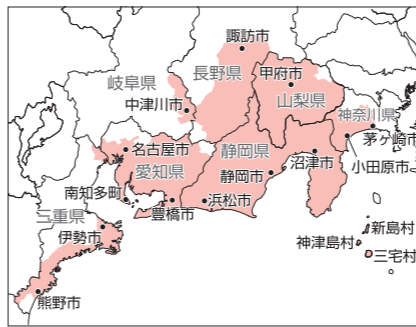 諏訪市
長野県
甲府市
岐阜県
中津川市
山梨県
神奈川県
茅ヶ崎市
名古屋市
静岡県
小田原市
愛知県
沼津市
静岡市
南知多町
豊橋市
浜松市
三重県
伊勢市
新島村
神津島村
三宅村
熊野市